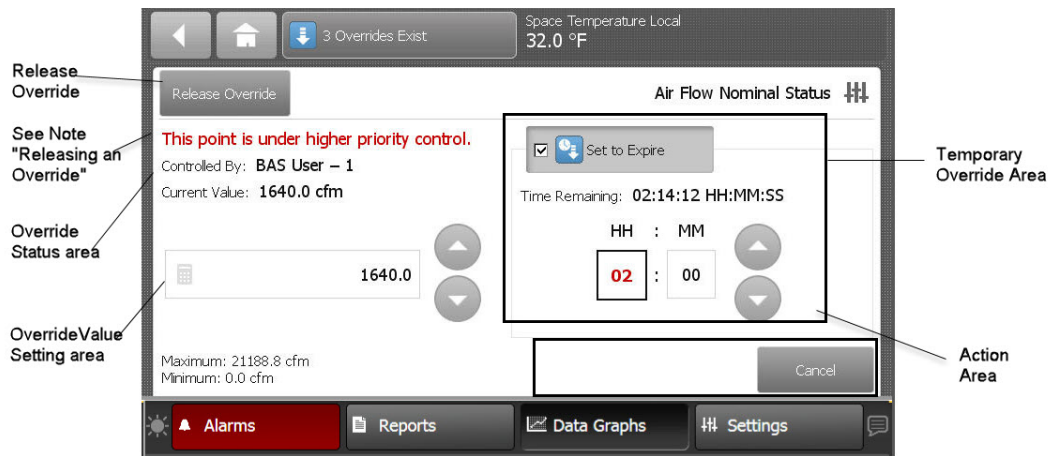 3 Overrides Exist
Space Temperature Local
32.0 °F
Release
Override
Release Override
Air Flow Nominal Status
See Note
"Releasing an
Override"
This point is under higher priority control.
Controlled By: BAS User – 1
Current Value: 1640.0 cfm
Set to Expire
Time Remaining: 02:14:12 HH:MM:SS
Temporary
Override Area
HH : MM
02 : 00
Override
Status area
1640.0
OverrideValue
Setting area
Maximum: 21188.8 cfm
Minimum: 0.0 cfm
Cancel
Action
Area
Alarms
Reports
Data Graphs
Settings